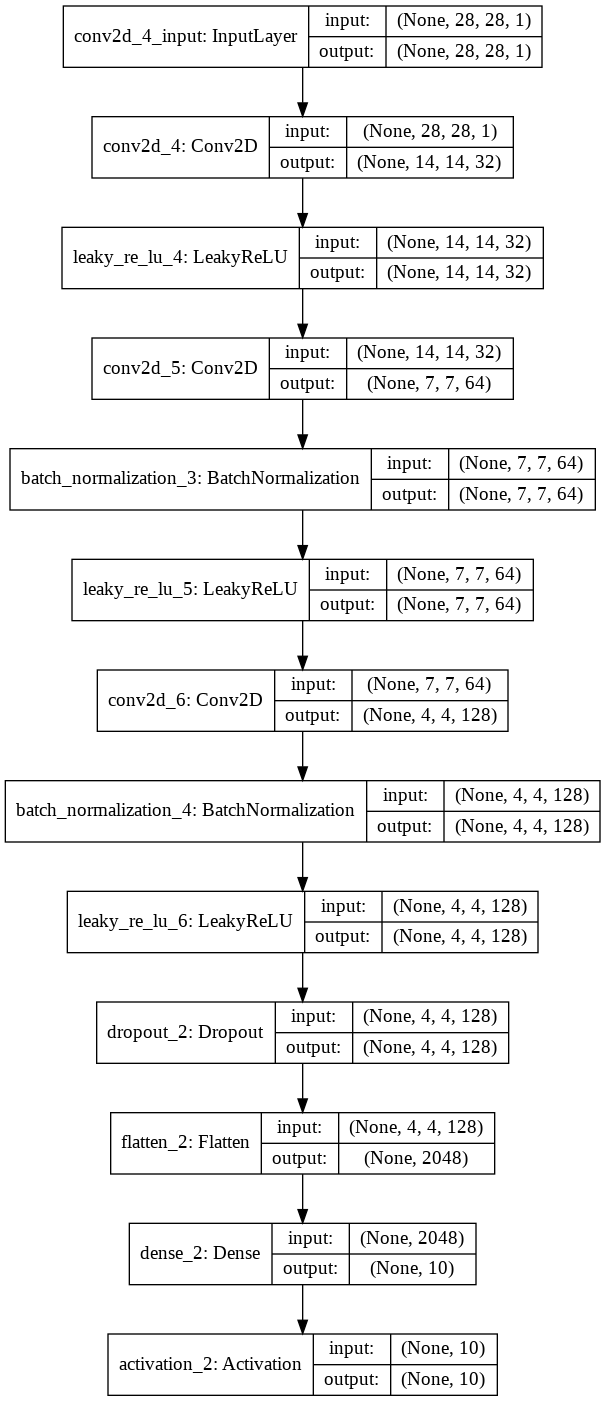 conv2d_4_input: InputLayer
input: (None, 28, 28, 1)
output: (None, 28, 28, 1)
conv2d_4: Conv2D
input: (None, 28, 28, 1)
output: (None, 14, 14, 32)
leaky_re_lu_4: LeakyReLU
input: (None, 14, 14, 32)
output: (None, 14, 14, 32)
conv2d_5: Conv2D
input: (None, 14, 14, 32)
output: (None, 7, 7, 64)
batch_normalization_3: BatchNormalization
input: (None, 7, 7, 64)
output: (None, 7, 7, 64)
leaky_re_lu_5: LeakyReLU
input: (None, 7, 7, 64)
output: (None, 7, 7, 64)
conv2d_6: Conv2D
input: (None, 7, 7, 64)
output: (None, 4, 4, 128)
batch_normalization_4: BatchNormalization
input: (None, 4, 4, 128)
output: (None, 4, 4, 128)
leaky_re_lu_6: LeakyReLU
input: (None, 4, 4, 128)
output: (None, 4, 4, 128)
dropout_2: Dropout
input: (None, 4, 4, 128)
output: (None, 4, 4, 128)
flatten_2: Flatten
input: (None, 4, 4, 128)
output: (None, 2048)
dense_2: Dense
input: (None, 2048)
output: (None, 10)
activation_2: Activation
input: (None, 10)
output: (None, 10)